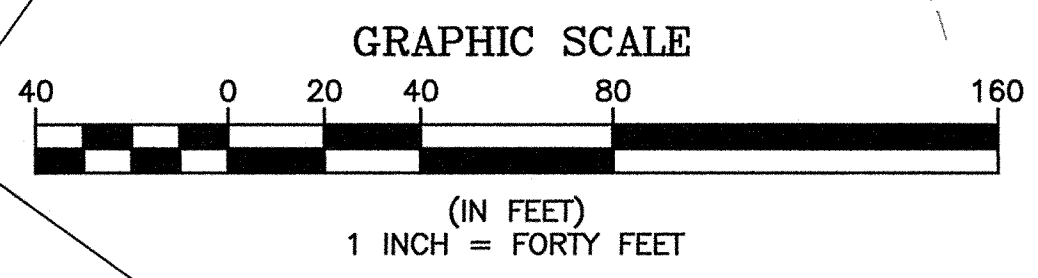 GRAPHIC SCALE
40 0 20 40 80 160
(IN FEET)
1 INCH = FORTY FEET